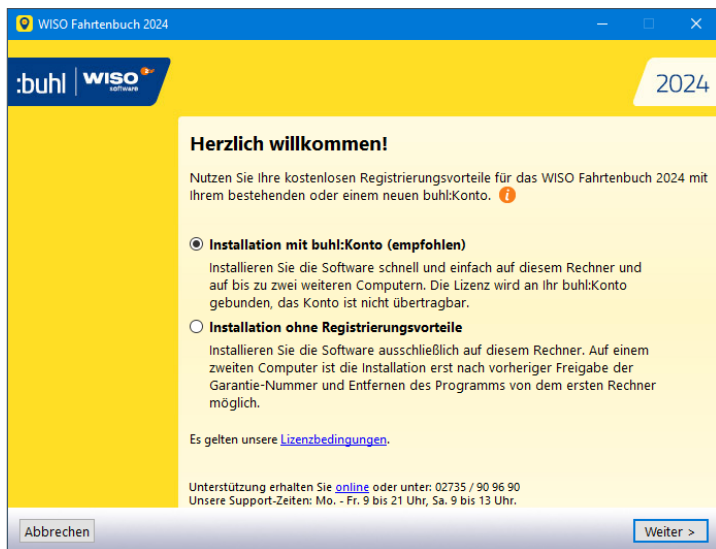 WISO Fahrtenbuch 2024
:buhl WISO software
2024
Herzlich willkommen!
Nutzen Sie Ihre kostenlosen Registrierungsvorteile für das WISO Fahrtenbuch 2024 mit
Ihrem bestehenden oder einem neuen buhl:Konto. i
Installation mit buhl:Konto (empfohlen)
Installieren Sie die Software schnell und einfach auf diesem Rechner und
auf bis zu zwei weiteren Computern. Die Lizenz wird an Ihr buhl:Konto
gebunden, das Konto ist nicht übertragbar.
Installation ohne Registrierungsvorteile
Installieren Sie die Software ausschließlich auf diesem Rechner. Auf einem
zweiten Computer ist die Installation erst nach vorheriger Freigabe der
Garantie-Nummer und Entfernen des Programms von dem ersten Rechner
möglich.
Es gelten unsere Lizenzbedingungen.
Unterstützung erhalten Sie online oder unter: 02735 / 90 96 90
Unsere Support-Zeiten: Mo. - Fr. 9 bis 21 Uhr, Sa. 9 bis 13 Uhr.
Abbrechen
Weiter >